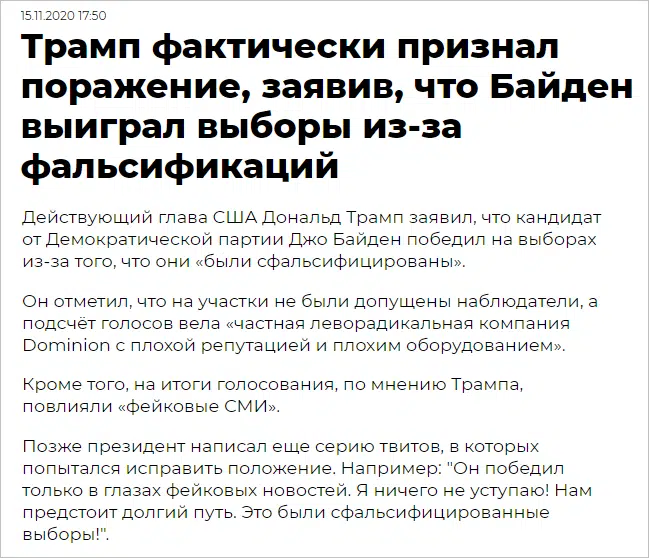 15.11.2020 17:50
Трамп фактически признал
поражение, заявив, что Байден
выиграл выборы из-за
фальсификаций
Действующий глава США Дональд Трамп заявил, что кандидат
от Демократической партии Джо Байден победил на выборах
из-за того, что они «были сфальсифицированы».
Он отметил, что на участки не были допущены наблюдатели, а
подсчёт голосов вела «частная леворадикальная компания
Dominion с плохой репутацией и плохим оборудованием».
Кроме того, на итоги голосования, по мнению Трампа,
повлияли «фейковые СМИ».
Позже президент написал еще серию твитов, в которых
попытался исправить положение. Например: "Он победил
только в глазах фейковых новостей. Я ничего не уступаю! Нам
предстоит долгий путь. Это были сфальсифицированные
выборы!".